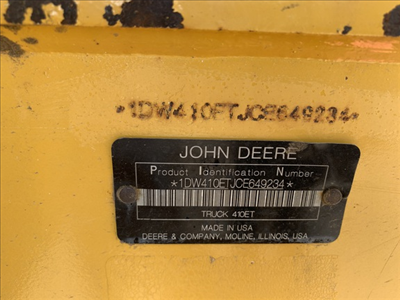 *1DW410ETJCE649234*
JOHN DEERE
Product Identification Number
*1DW410ETJCE649234*
TRUCK 410ET
MADE IN USA
DEERE & COMPANY, MOLINE, ILLINOIS, USA